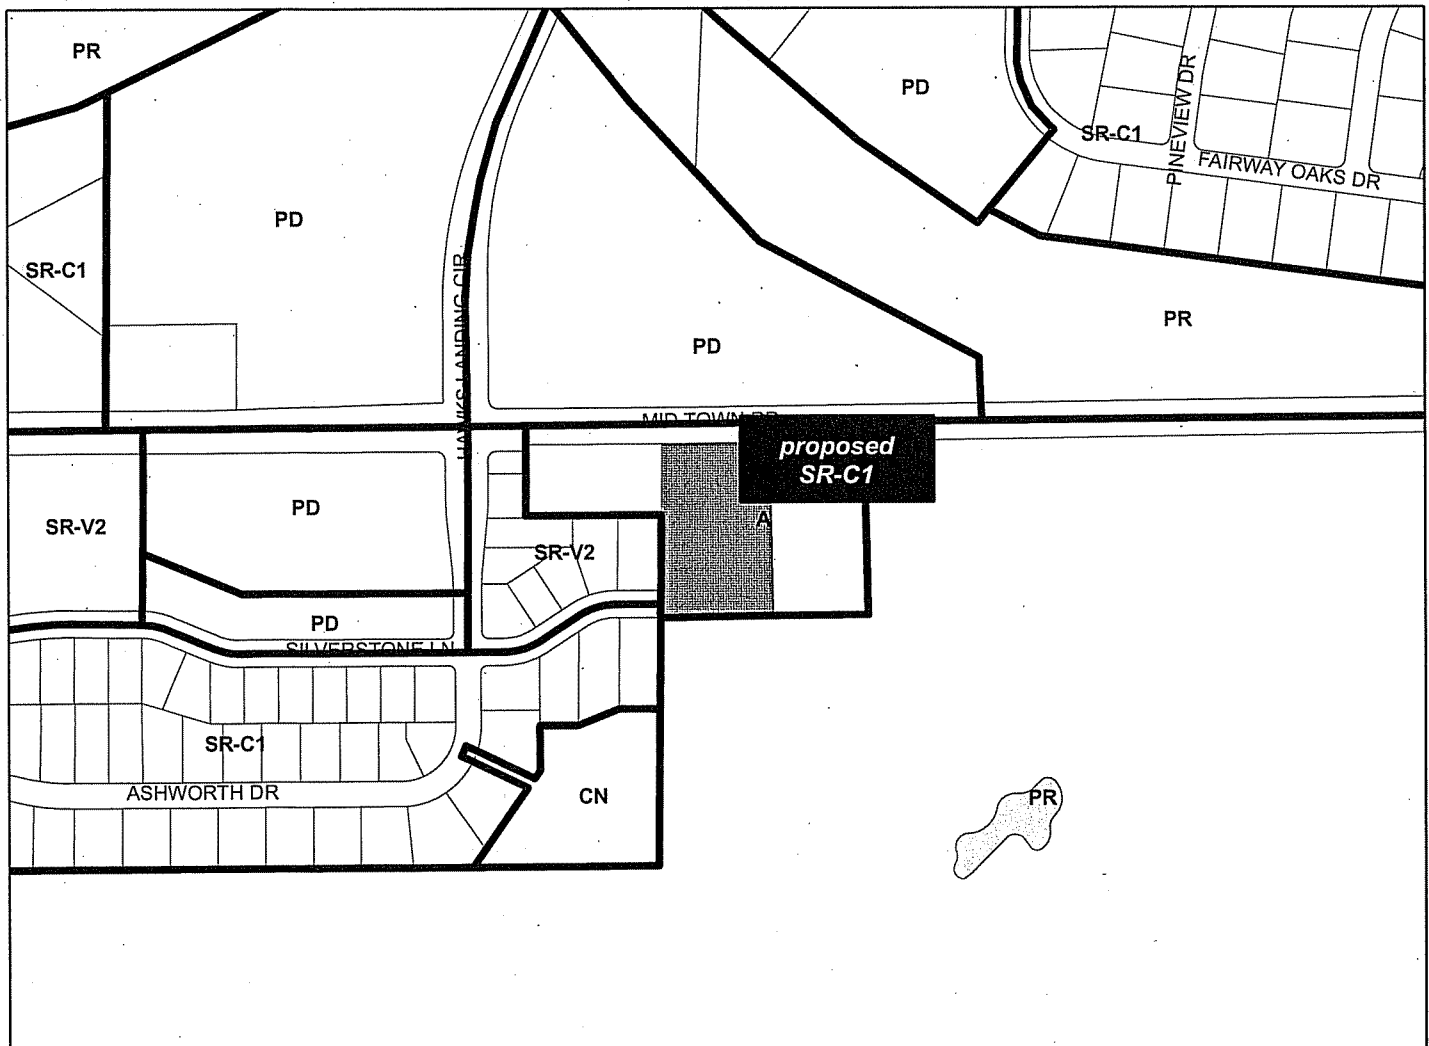 PR
PD
PINEVIEW DR
SR-C1
FAIRWAY OAKS DR
PD
SR-C1
HAWKS LANDING CIR
PR
PD
MID TOWN RD
proposed
SR-C1
PD
A
SR-V2
SR-V2
PD
SILVERSTONE LN
SR-C1
ASHWORTH DR
CN
PR